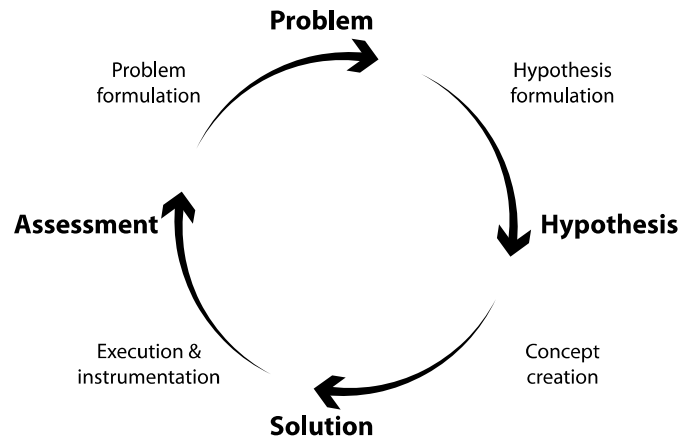 Problem
Problem
formulation
Hypothesis
formulation
Assessment
Hypothesis
Execution &
instrumentation
Concept
creation
Solution